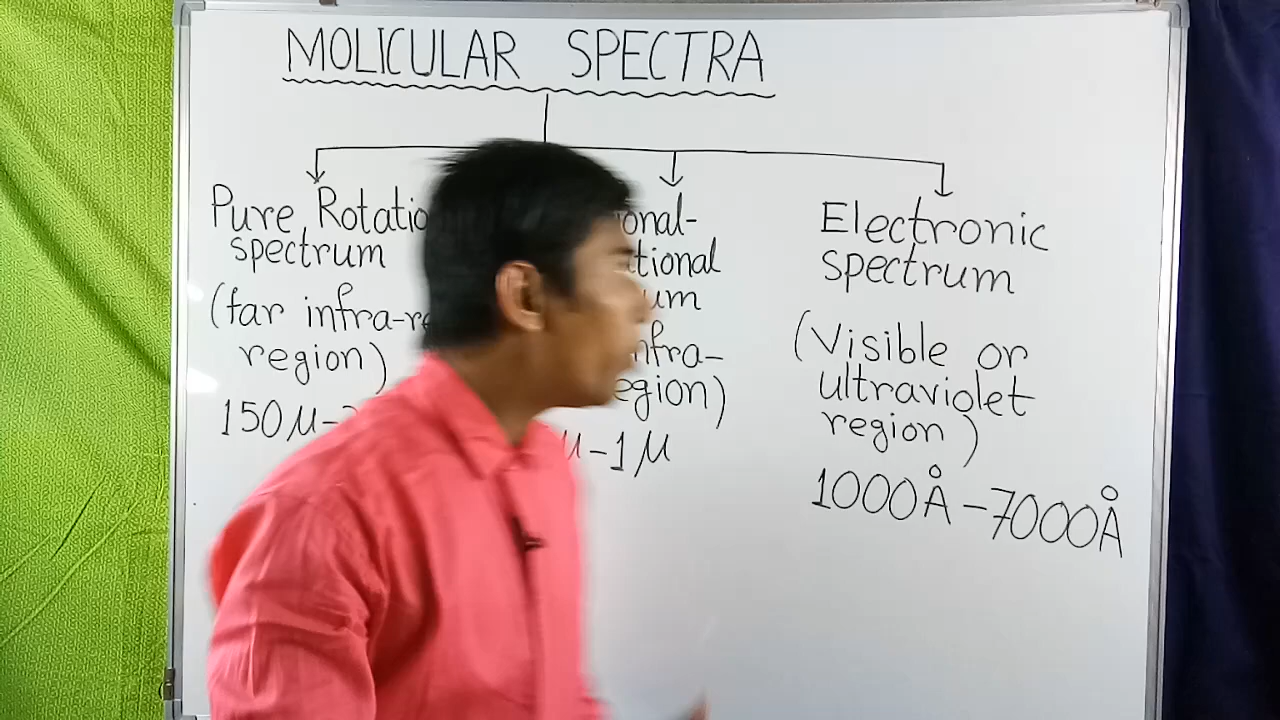 MOLICULAR SPECTRA
Pure Rotatio
spectrum
(far infra-r
region)
150μ-
onal-
tional
um
nfra-
egion)
μ-1μ
Electronic
spectrum
(Visible or
ultraviolet
region)
1000Å-7000Å